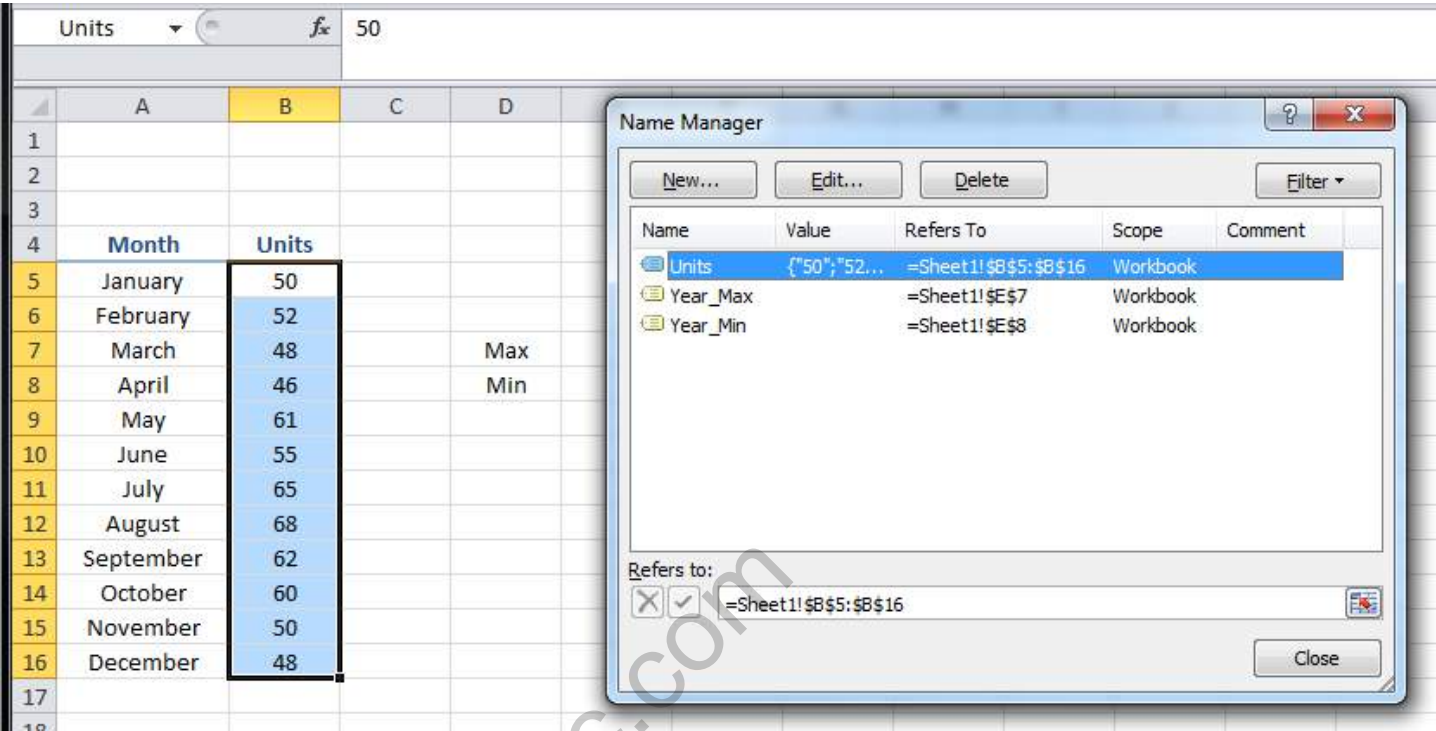 Units fx 50
A B C D
1
2
3
4 Month Units
5 January 50
6 February 52
7 March 48 Max
8 April 46 Min
9 May 61
10 June 55
11 July 65
12 August 68
13 September 62
14 October 60
15 November 50
16 December 48
17
18
Name Manager
New... Edit... Delete Filter
Name Value Refers To Scope Comment
Units {"50";"52... =Sheet1!$B$5:$B$16 Workbook
Year_Max =Sheet1!$E$7 Workbook
Year_Min =Sheet1!$E$8 Workbook
Refers to:
=Sheet1!$B$5:$B$16
Close
c.com